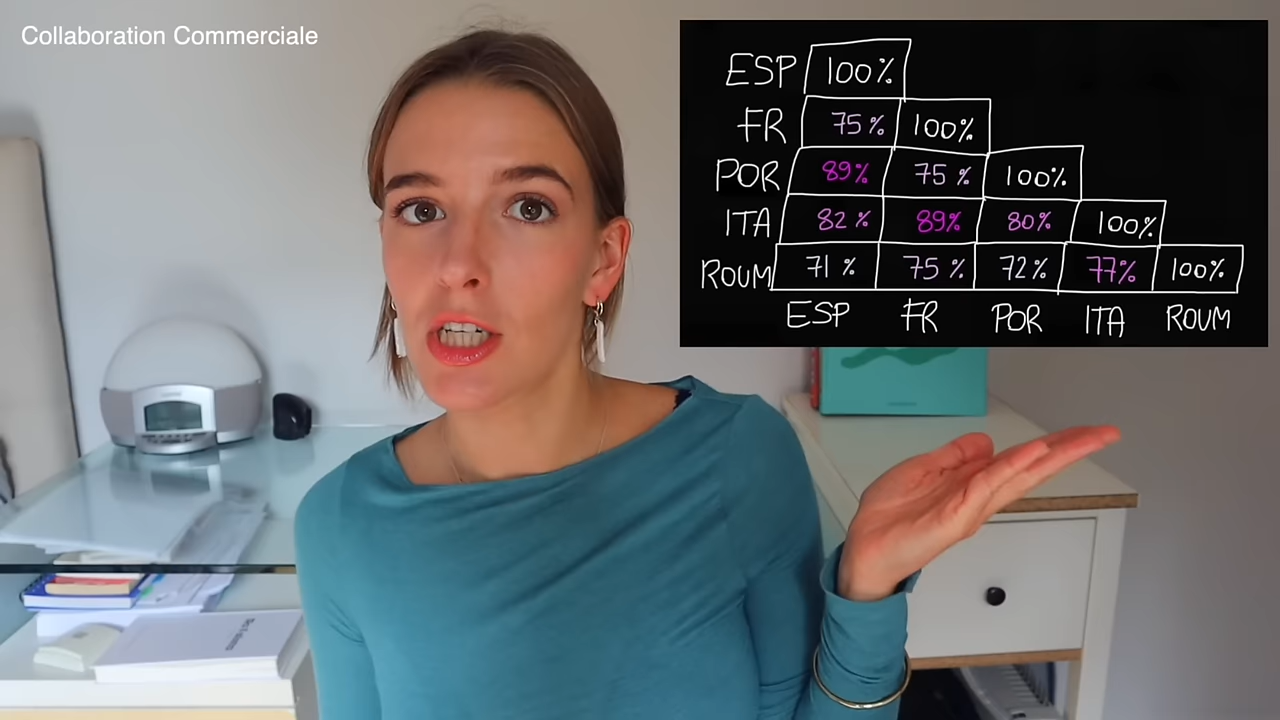 Collaboration Commerciale
ESP 100%
FR 75% 100%
POR 89% 75% 100%
ITA 82% 89% 80% 100%
ROUM 71% 75% 72% 77% 100%
ESP FR POR ITA ROUM